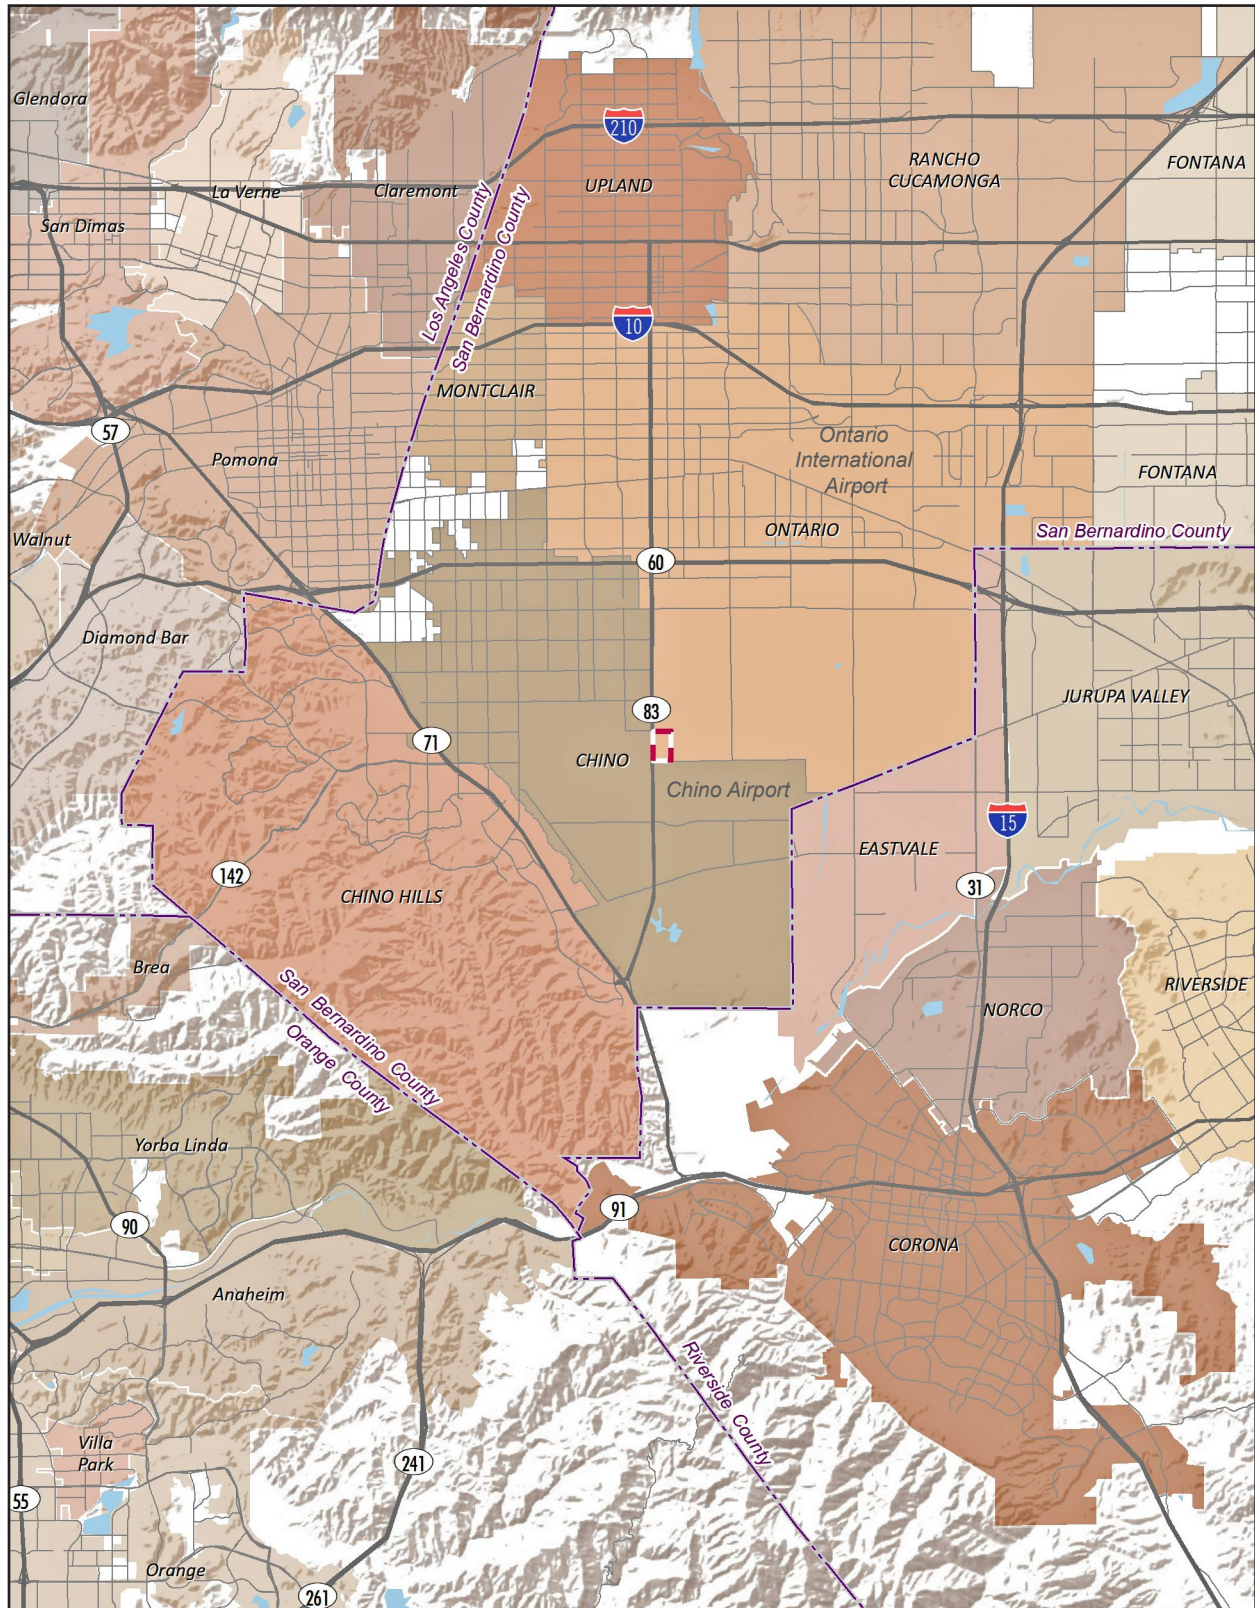 Glendora
210
RANCHO
CUCAMONGA
FONTANA
La Verne
Claremont
UPLAND
San Dimas
Los Angeles County
San Bernardino County
10
MONTCLAIR
57
Pomona
Ontario
International
Airport
FONTANA
Walnut
ONTARIO
San Bernardino County
60
Diamond Bar
JURUPA VALLEY
83
71
CHINO
Chino Airport
15
EASTVALE
142
CHINO HILLS
31
Brea
San Bernardino County
Orange County
NORCO
RIVERSIDE
Yorba Linda
91
90
CORONA
Anaheim
Riverside County
Villa
Park
241
55
Orange
261